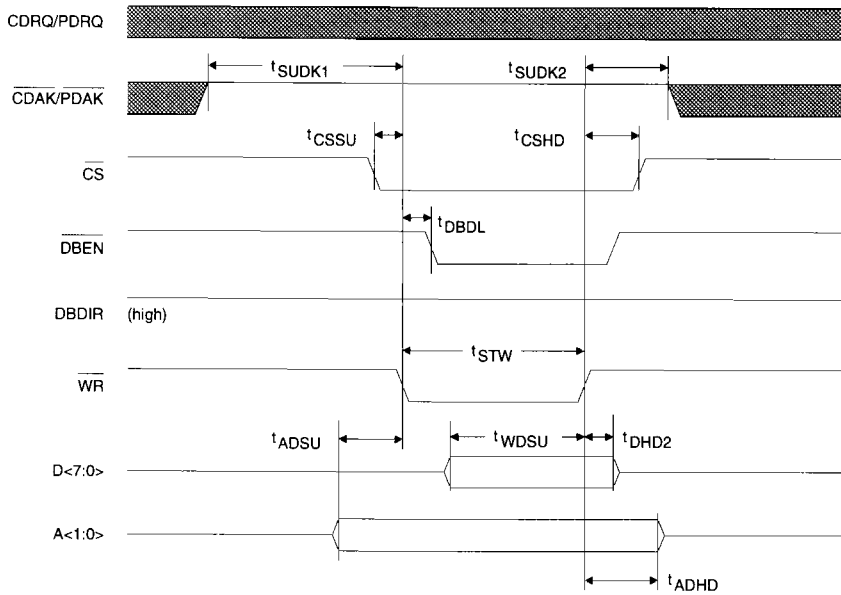 CDRQ/PDRQ
tSUDK1
tSUDK2
CDAK/PDAK
tCSSU
tCSHD
CS
tDBDL
DBEN
DBDIR (high)
tSTW
WR
tADSU
tWDSU
tDHD2
D<7:0>
A<1:0>
tADHD